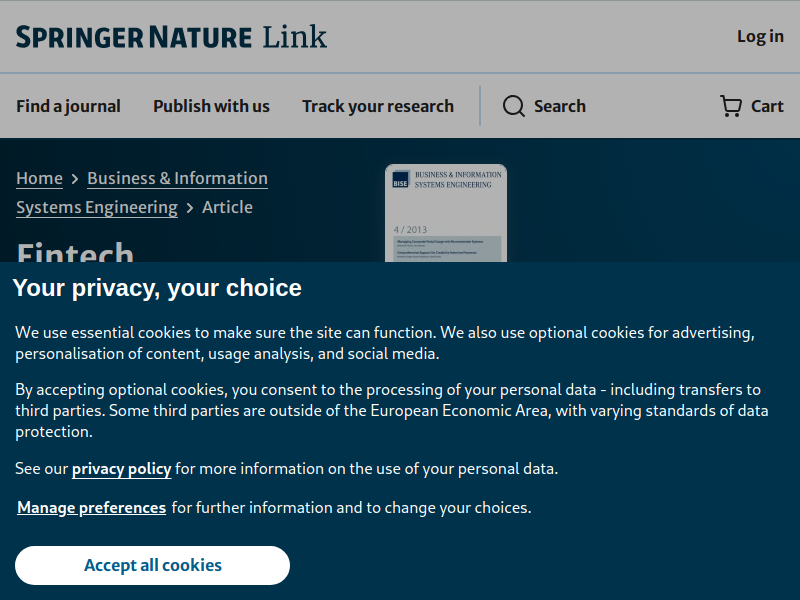 SPRINGER NATURE Link
Log in
Find a journal
Publish with us
Track your research
Search
Cart
Home > Business & Information
Systems Engineering > Article
Fintech
BISE
BUSINESS & INFORMATION
SYSTEMS ENGINEERING
4 / 2013
Your privacy, your choice
We use essential cookies to make sure the site can function. We also use optional cookies for advertising,
personalisation of content, usage analysis, and social media.
By accepting optional cookies, you consent to the processing of your personal data - including transfers to
third parties. Some third parties are outside of the European Economic Area, with varying standards of data
protection.
See our privacy policy for more information on the use of your personal data.
Manage preferences for further information and to change your choices.
Accept all cookies